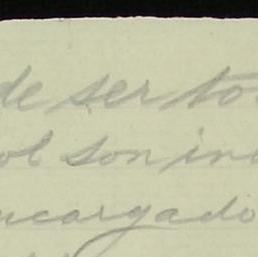 de ser to
ol son in
ncargado